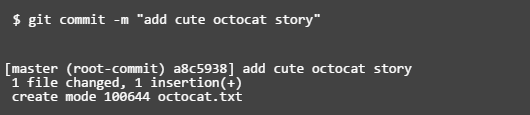 $ git commit -m "add cute octocat story"
[master (root-commit) a8c5938] add cute octocat story
1 file changed, 1 insertion(+)
create mode 100644 octocat.txt